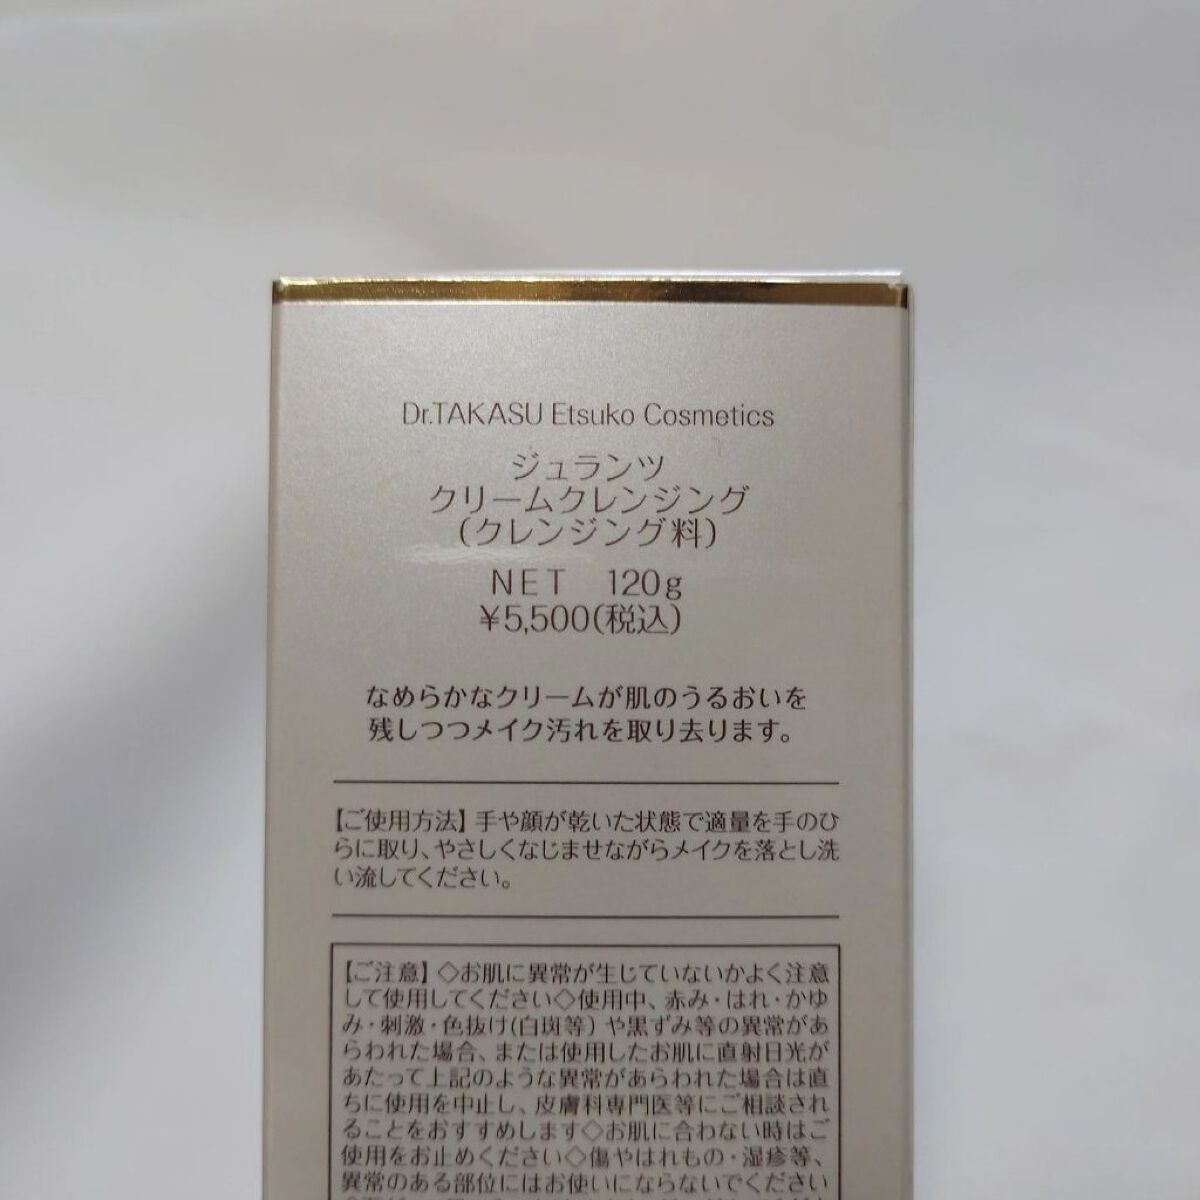 Dr.TAKASU Etsuko Cosmetics
ジュランツ
クリームクレンジング
(クレンジング料)
NET 120g
¥5,500(税込)
なめらかなクリームが肌のうるおいを
残しつつメイク汚れを取り去ります。
【ご使用方法】手や顔が乾いた状態で適量を手のひ
らに取り、やさしくなじませながらメイクを落とし洗
い流してください。
【ご注意】◇お肌に異常が生じていないかよく注意
して使用してください◇使用中、赤み・はれ・かゆ
み・刺激・色抜け(白斑等)や黒ずみ等の異常があ
らわれた場合、または使用したお肌に直射日光が
あたって上記のような異常があらわれた場合は直
ちに使用を中止し、皮膚科専門医等にご相談され
ることをおすすめします◇お肌に合わない時はご
使用をお止めください◇傷やはれもの・湿疹等、
異常のある部位にはお使いにならないでください